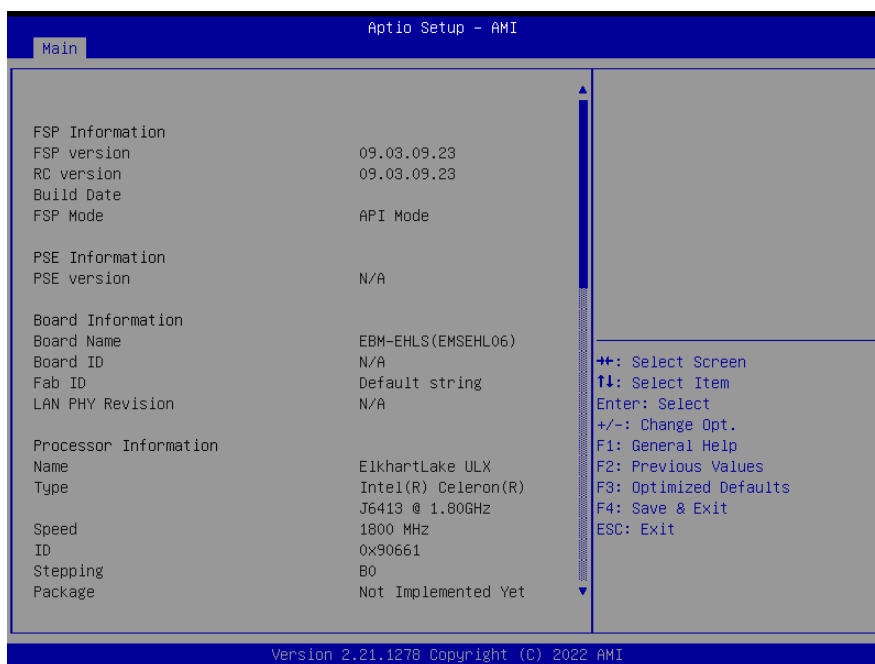 Aptio Setup – AMI
Main
FSP Information
FSP version 09.03.09.23
RC version 09.03.09.23
Build Date
FSP Mode API Mode
PSE Information
PSE version N/A
Board Information
Board Name EBM-EHLS(EMSEHL06)
Board ID N/A
Fab ID Default string
LAN PHY Revision N/A
Processor Information
Name ElkhartLake ULX
Type Intel(R) Celeron(R)
J6413 @ 1.80GHz
Speed 1800 MHz
ID 0x90661
Stepping B0
Package Not Implemented Yet
→←: Select Screen
↑↓: Select Item
Enter: Select
+/-: Change Opt.
F1: General Help
F2: Previous Values
F3: Optimized Defaults
F4: Save & Exit
ESC: Exit
Version 2.21.1278 Copyright (C) 2022 AMI